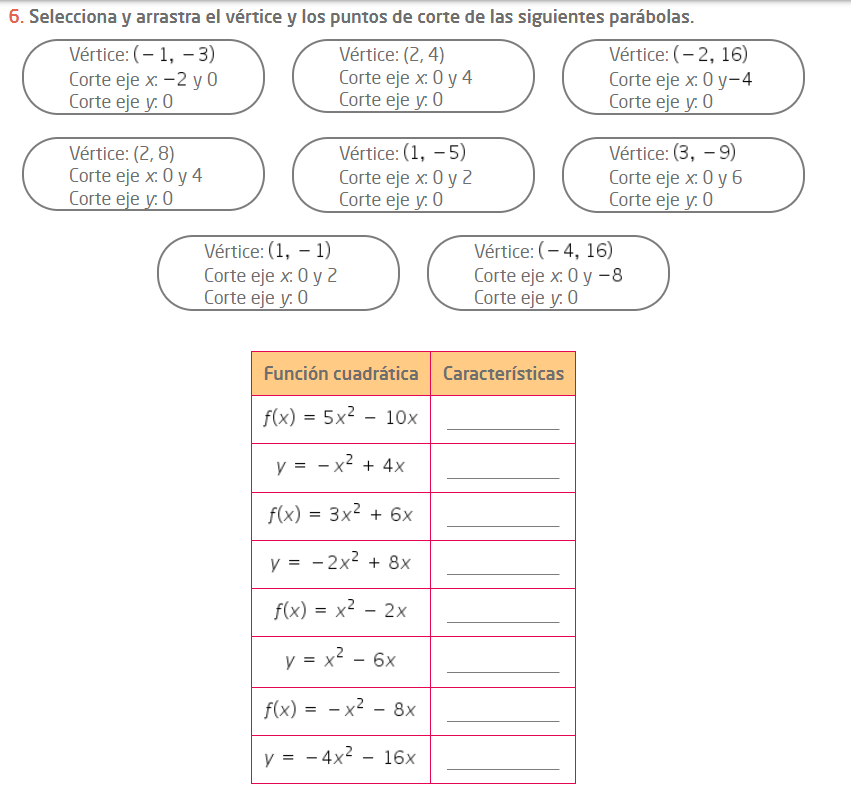 6. Selecciona y arrastra el vértice y los puntos de corte de las siguientes parábolas.
Vértice: (−1, −3)
Corte eje x: −2 y 0
Corte eje y: 0
Vértice: (2, 4)
Corte eje x: 0 y 4
Corte eje y: 0
Vértice: (−2, 16)
Corte eje x: 0 y−4
Corte eje y: 0
Vértice: (2, 8)
Corte eje x: 0 y 4
Corte eje y: 0
Vértice: (1, −5)
Corte eje x: 0 y 2
Corte eje y: 0
Vértice: (3, −9)
Corte eje x: 0 y 6
Corte eje y: 0
Vértice: (1, −1)
Corte eje x: 0 y 2
Corte eje y: 0
Vértice: (−4, 16)
Corte eje x: 0 y −8
Corte eje y: 0
Función cuadrática Características
f(x) = 5x² − 10x
y = −x² + 4x
f(x) = 3x² + 6x
y = −2x² + 8x
f(x) = x² − 2x
y = x² − 6x
f(x) = −x² − 8x
y = −4x² − 16x